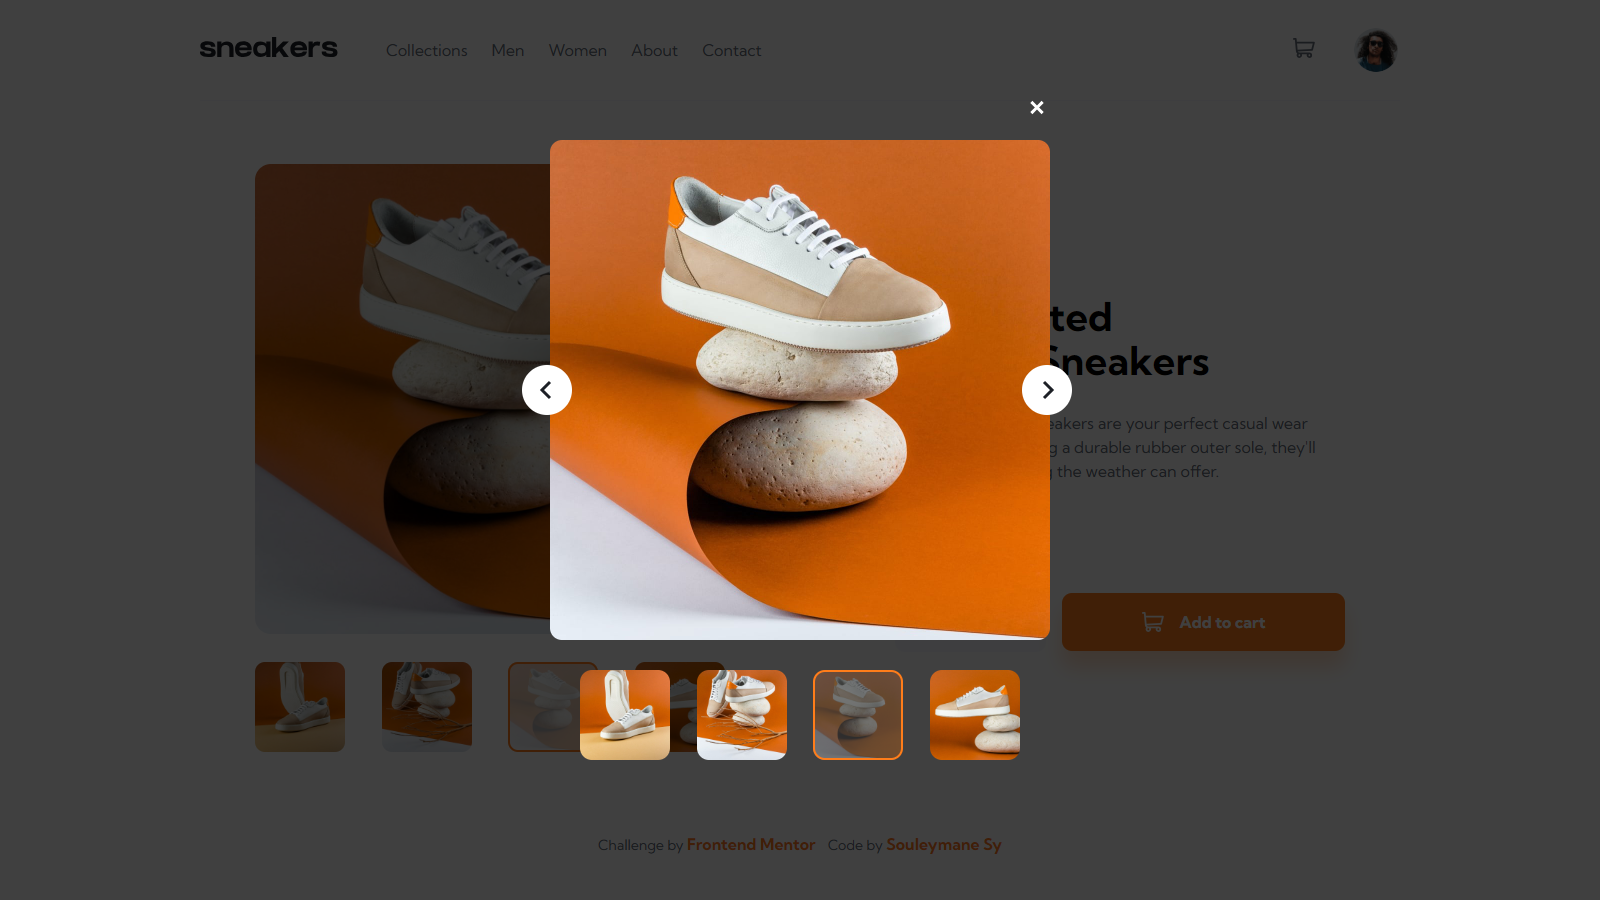 sneakers
Collections Men Women About Contact
ted
Sneakers
eakers are your perfect casual wear
g a durable rubber outer sole, they'll
the weather can offer.
Add to cart
Challenge by Frontend Mentor Code by Souleymane Sy